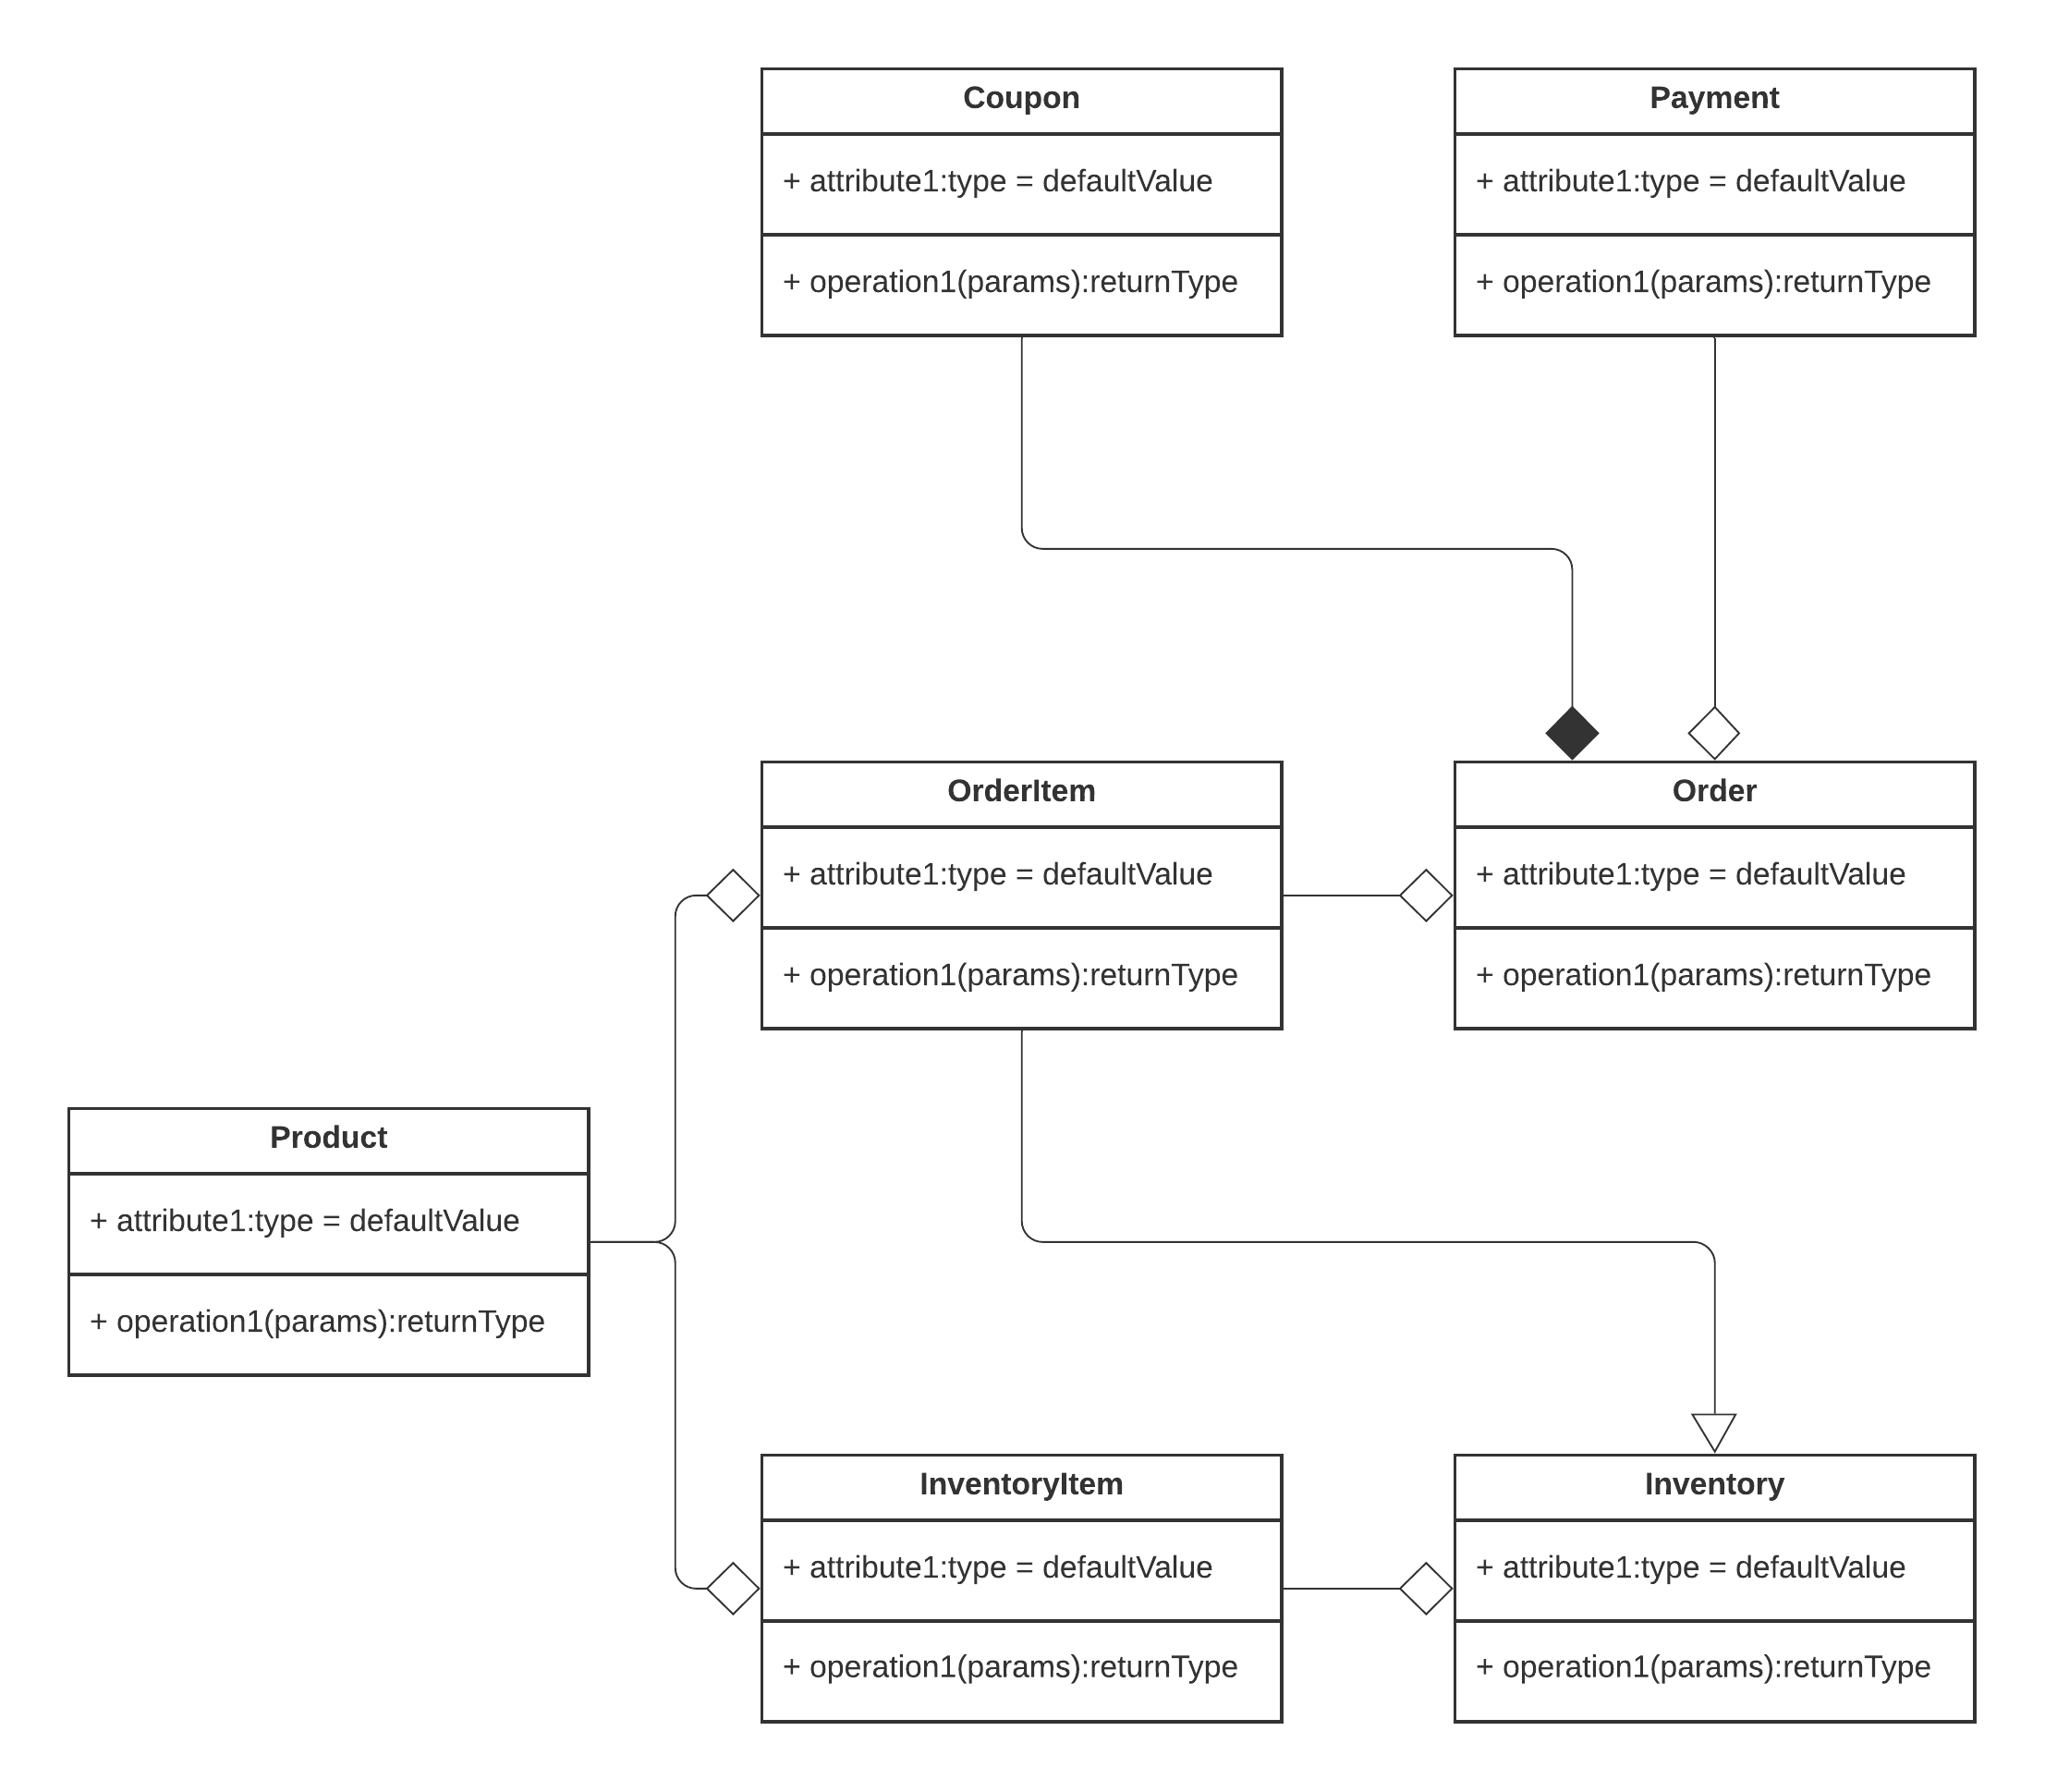 Coupon
+ attribute1:type = defaultValue
+ operation1(params):returnType
Payment
+ attribute1:type = defaultValue
+ operation1(params):returnType
OrderItem
+ attribute1:type = defaultValue
+ operation1(params):returnType
Order
+ attribute1:type = defaultValue
+ operation1(params):returnType
Product
+ attribute1:type = defaultValue
+ operation1(params):returnType
InventoryItem
+ attribute1:type = defaultValue
+ operation1(params):returnType
Inventory
+ attribute1:type = defaultValue
+ operation1(params):returnType